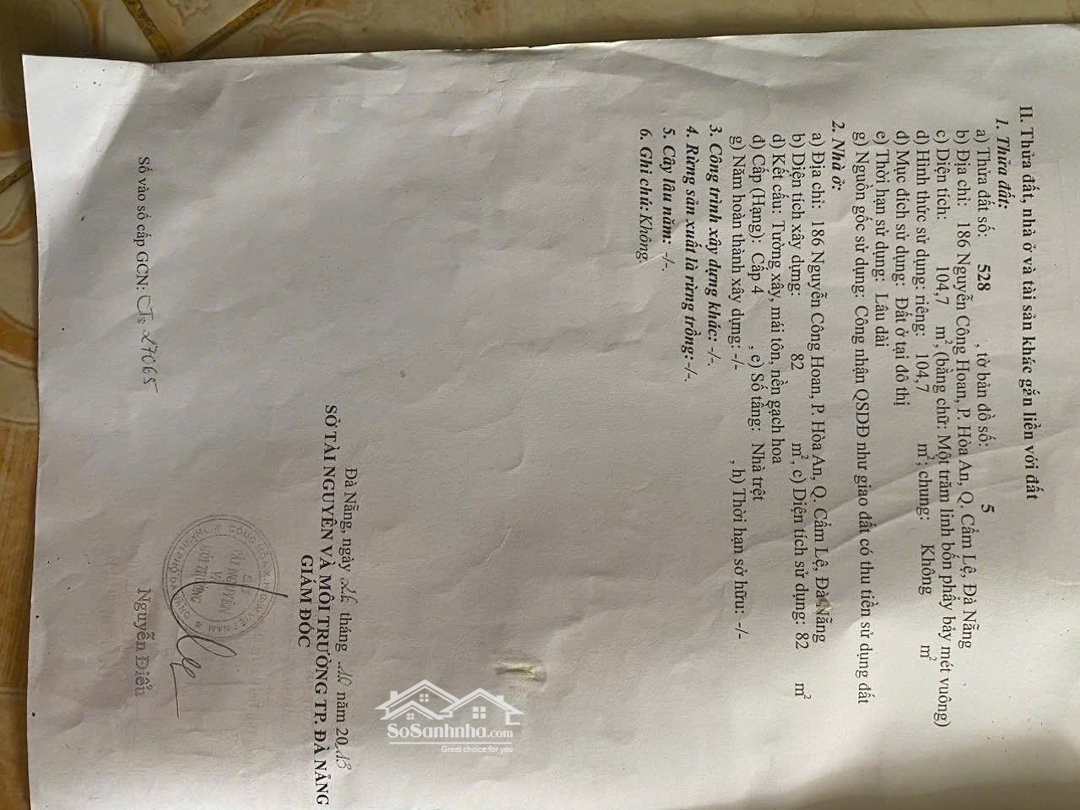 II. Thửa đất, nhà ở và tài sản khác gắn liền với đất
1. Thửa đất:
a) Thửa đất số: 528 , tờ bản đồ số: 5
b) Địa chỉ: 186 Nguyễn Công Hoan, P. Hòa An, Q. Cẩm Lệ, Đà Nẵng
c) Diện tích: 104,7 m², (bằng chữ: Một trăm linh bốn phẩy bảy mét vuông)
d) Hình thức sử dụng: riêng: 104,7 m²; chung: Không m²
đ) Mục đích sử dụng: Đất ở tại đô thị
e) Thời hạn sử dụng: Lâu dài
g) Nguồn gốc sử dụng: Công nhận QSDĐ như giao đất có thu tiền sử dụng đất
2. Nhà ở:
a) Địa chỉ: 186 Nguyễn Công Hoan, P. Hòa An, Q. Cẩm Lệ, Đà Nẵng
b) Diện tích xây dựng: 82 m², c) Diện tích sử dụng: 82 m²
d) Kết cấu: Tường xây, mái tôn, nền gạch hoa
đ) Cấp (Hạng): Cấp 4 , e) Số tầng: Nhà trệt
g) Năm hoàn thành xây dựng: -/- , h) Thời hạn sở hữu: -/-
3. Công trình xây dựng khác: -/-.
4. Rừng sản xuất là rừng trồng: -/-.
5. Cây lâu năm: -/-.
6. Ghi chú: Không.
Đà Nẵng, ngày tháng 10 năm 2013
SỞ TÀI NGUYÊN VÀ MÔI TRƯỜNG TP. ĐÀ NẴNG
GIÁM ĐỐC
Nguyễn Điểu
Số vào sổ cấp GCN: CTs 27065
SoSanhnha.com
Great choice for you